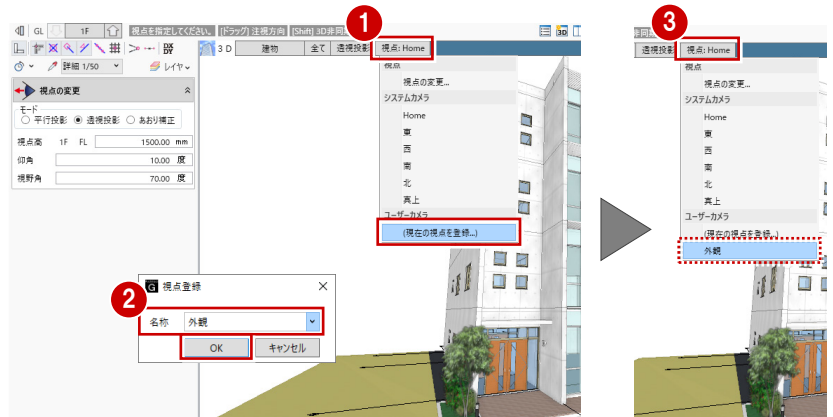 GL
1F
視点を指定してください。
[ドラッグ] 注視方向
[Shift] 3D非同
詳細 1/50
レイヤ
視点の変更
モード
平行投影
透視投影
あおり補正
視点高 1F FL 1500.00 mm
仰角 10.00 度
視野角 70.00 度
3 D
建物
全て
透視投影
視点: Home
1
視点
視点の変更...
システムカメラ
Home
東
西
南
北
真上
ユーザーカメラ
(現在の視点を登録...)
2
G 視点登録
名称 外観
OK
キャンセル
3
透視投影
視点: Home
視点
視点の変更...
システムカメラ
Home
東
西
南
北
真上
ユーザーカメラ
(現在の視点を登録...)
外観